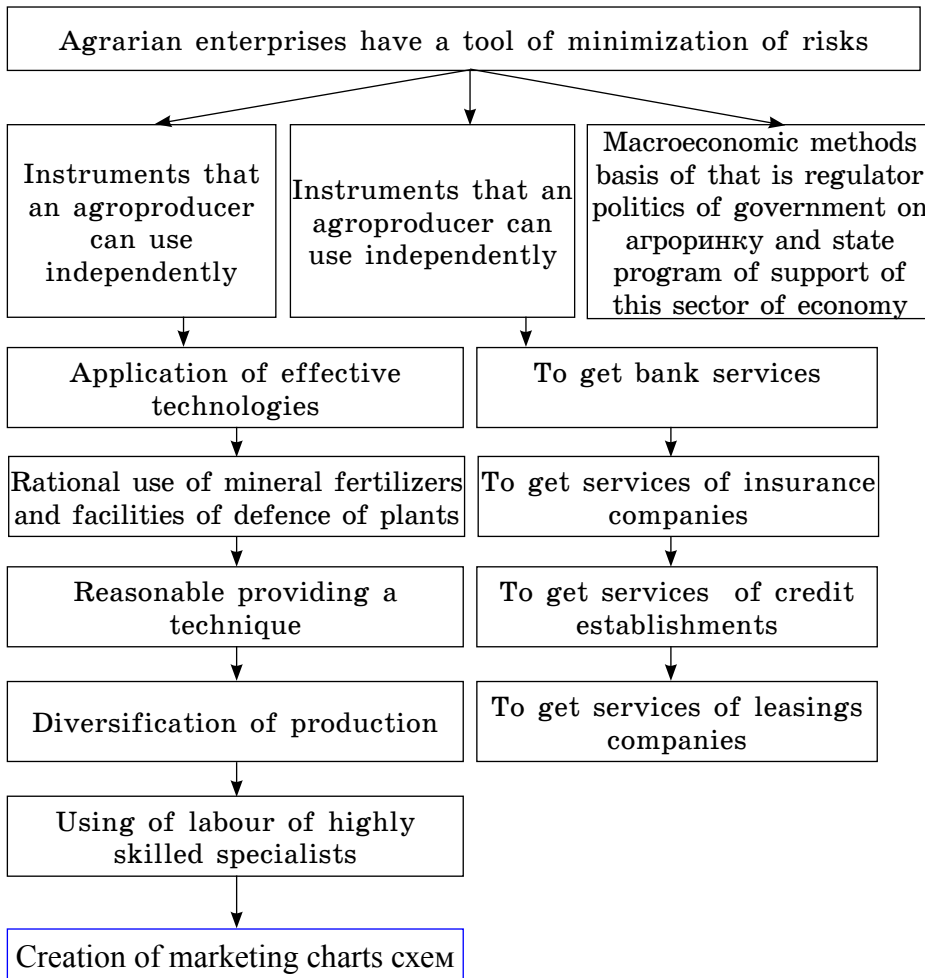 Agrarian enterprises have a tool of minimization of risks
Instruments that
an agroproducer
can use
independently
Instruments that an
agroproducer can
use independently
Macroeconomic methods
basis of that is regulator
politics of government on
агроринку and state
program of support of
this sector of economy
Application of effective
technologies
Rational use of mineral fertilizers
and facilities of defence of plants
Reasonable providing a
technique
Diversification of production
Using of labour of highly
skilled specialists
Creation of marketing charts схем
To get bank services
To get services of insurance
companies
To get services of credit
establishments
To get services of leasings
companies